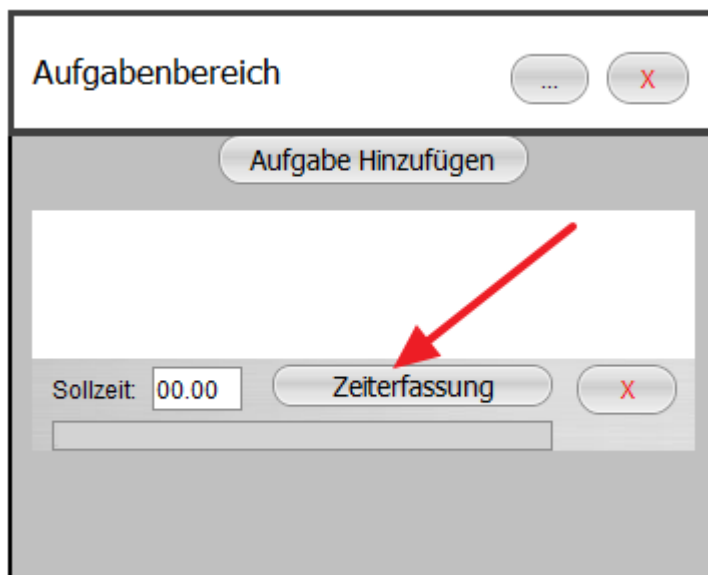 Aufgabenbereich ... X
Aufgabe Hinzufügen
Sollzeit: 00.00 Zeiterfassung X